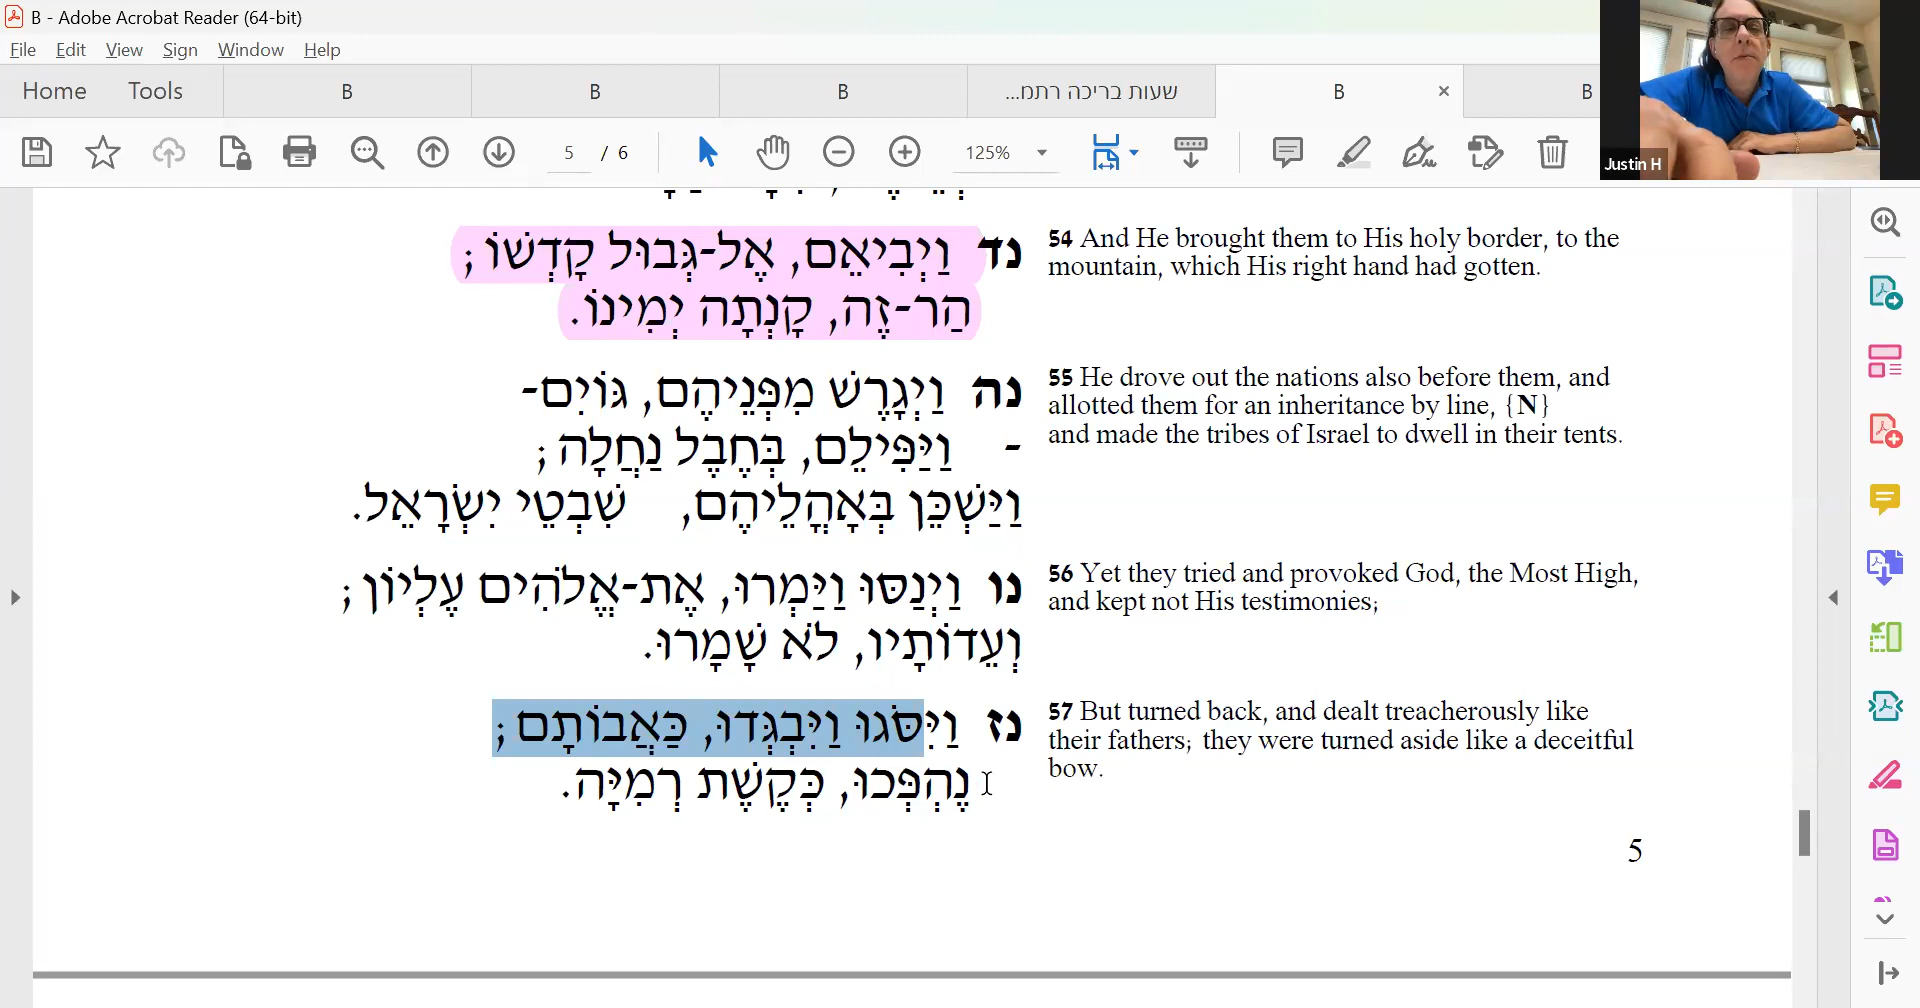 B - Adobe Acrobat Reader (64-bit)
File Edit View Sign Window Help
Home Tools B B B שעות בריכה רתמ... B × B
5 / 6 125%
Justin H
נד וַיְבִיאֵם, אֶל-גְּבוּל קָדְשׁוֹ;
הַר-זֶה, קָנְתָה יְמִינוֹ.
54 And He brought them to His holy border, to the
mountain, which His right hand had gotten.
נה וַיְגָרֶשׁ מִפְּנֵיהֶם, גּוֹיִם-
- וַיַּפִּילֵם, בְּחֶבֶל נַחֲלָה;
וַיַּשְׁכֵּן בְּאָהֳלֵיהֶם, שִׁבְטֵי יִשְׂרָאֵל.
55 He drove out the nations also before them, and
allotted them for an inheritance by line, {N}
and made the tribes of Israel to dwell in their tents.
נו וַיְנַסּוּ וַיַּמְרוּ, אֶת-אֱלֹהִים עֶלְיוֹן;
וְעֵדוֹתָיו, לֹא שָׁמָרוּ.
56 Yet they tried and provoked God, the Most High,
and kept not His testimonies;
נז וַיִּסֹּגוּ וַיִּבְגְּדוּ, כַּאֲבוֹתָם;
נֶהְפְּכוּ, כְּקֶשֶׁת רְמִיָּה.
57 But turned back, and dealt treacherously like
their fathers; they were turned aside like a deceitful
bow.
5